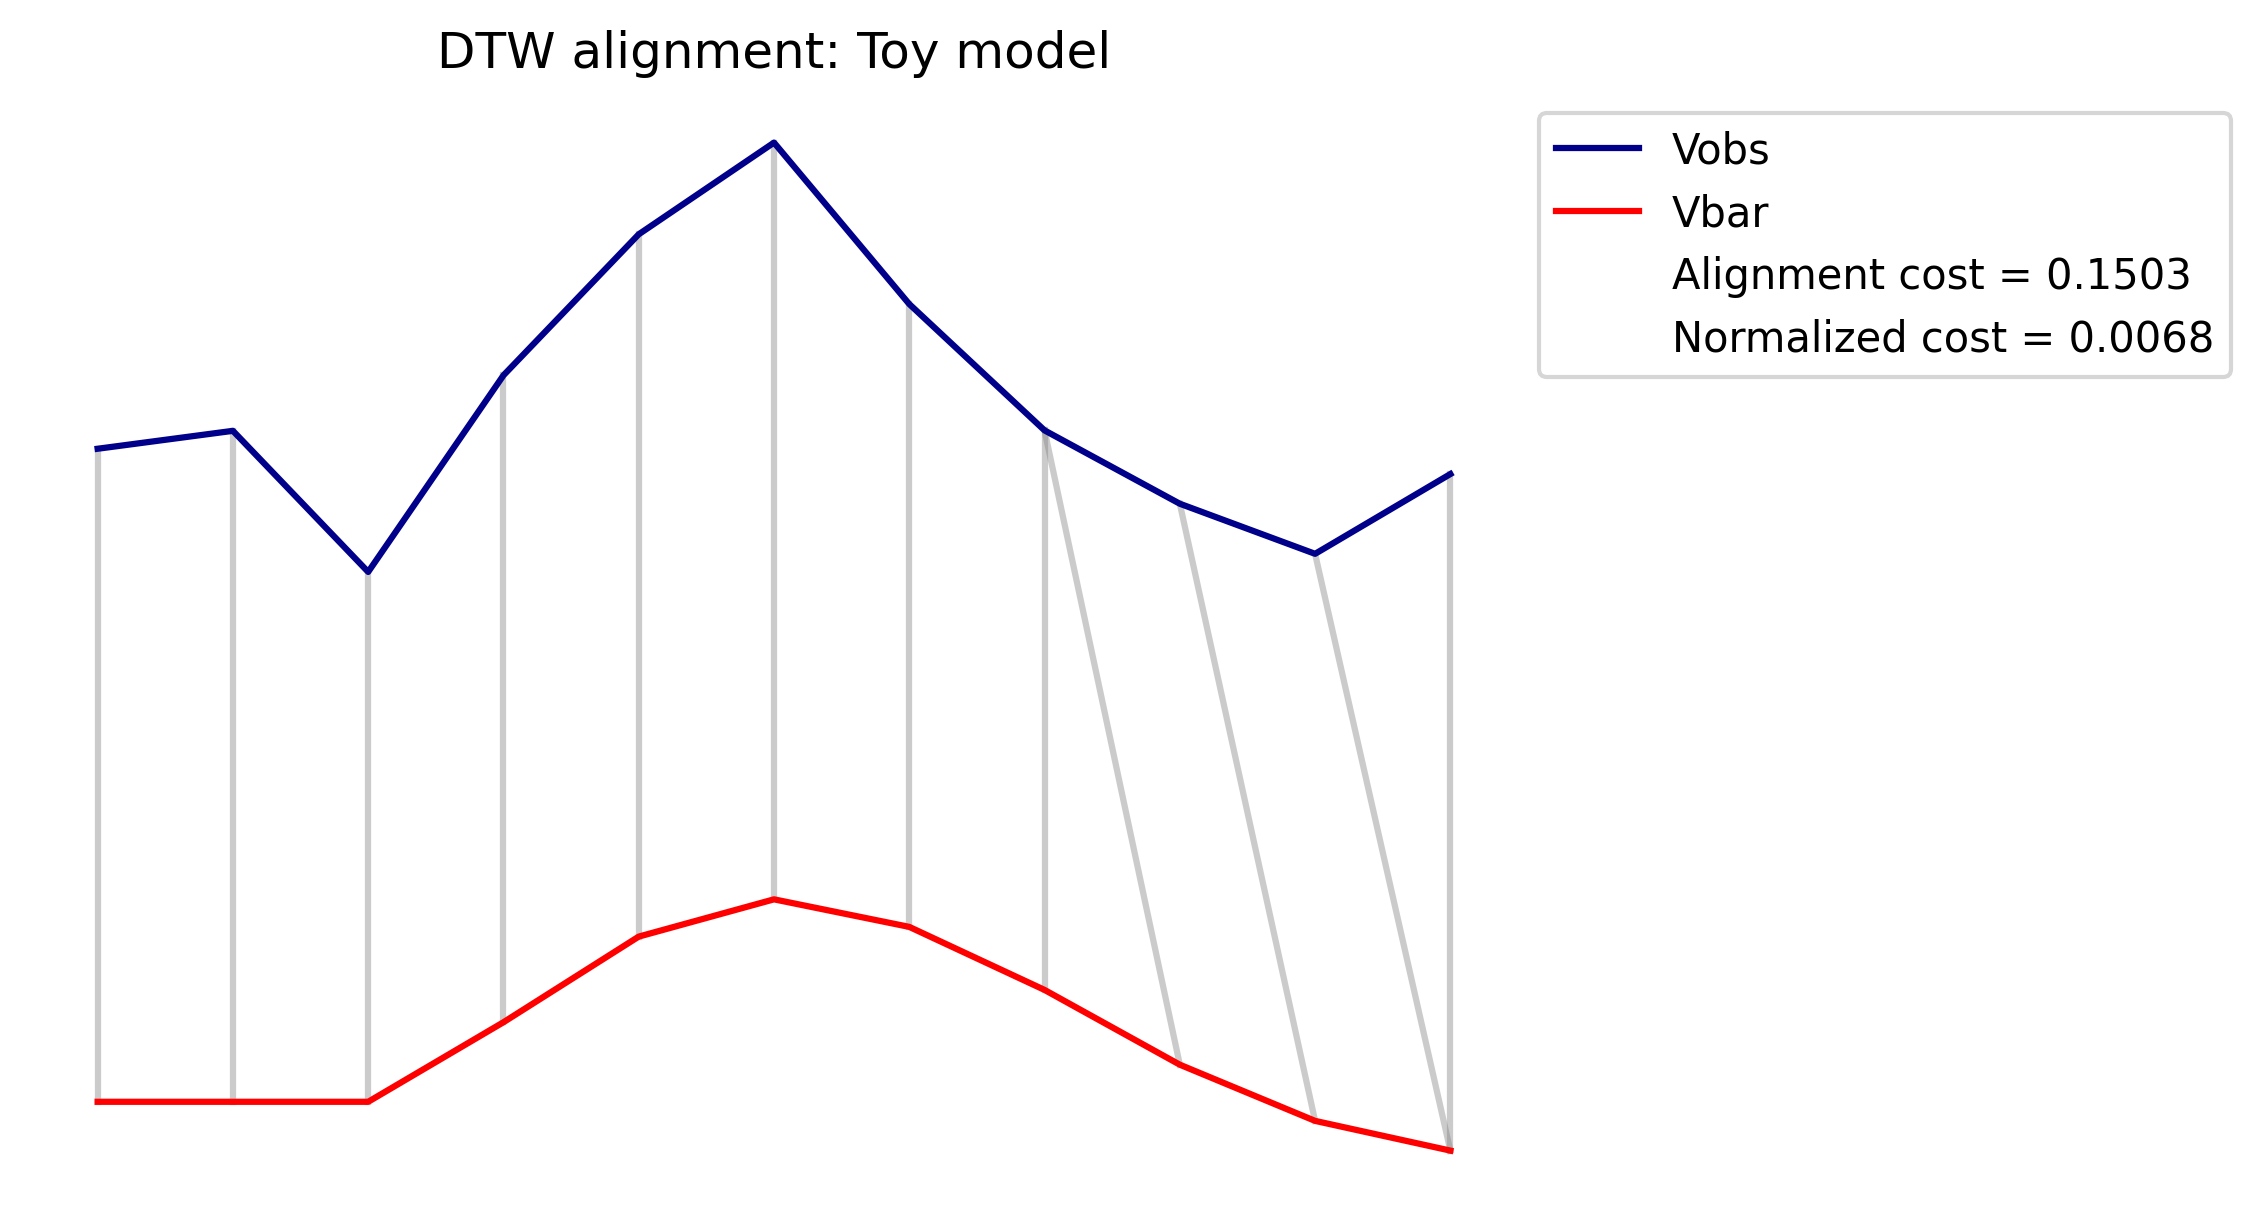 DTW alignment: Toy model
Vobs
Vbar
Alignment cost = 0.1503
Normalized cost = 0.0068